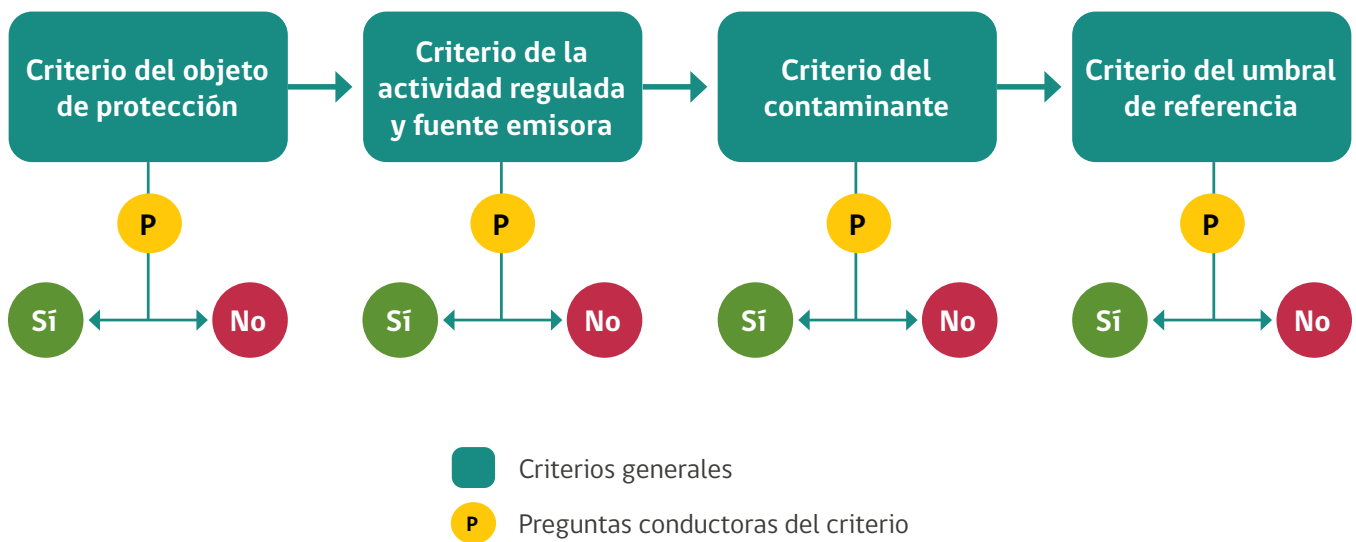 Criterio del objeto
de protección
Criterio de la
actividad regulada
y fuente emisora
Criterio del
contaminante
Criterio del umbral
de referencia
P
P
P
P
Sí
No
Sí
No
Sí
No
Sí
No
Criterios generales
P Preguntas conductoras del criterio